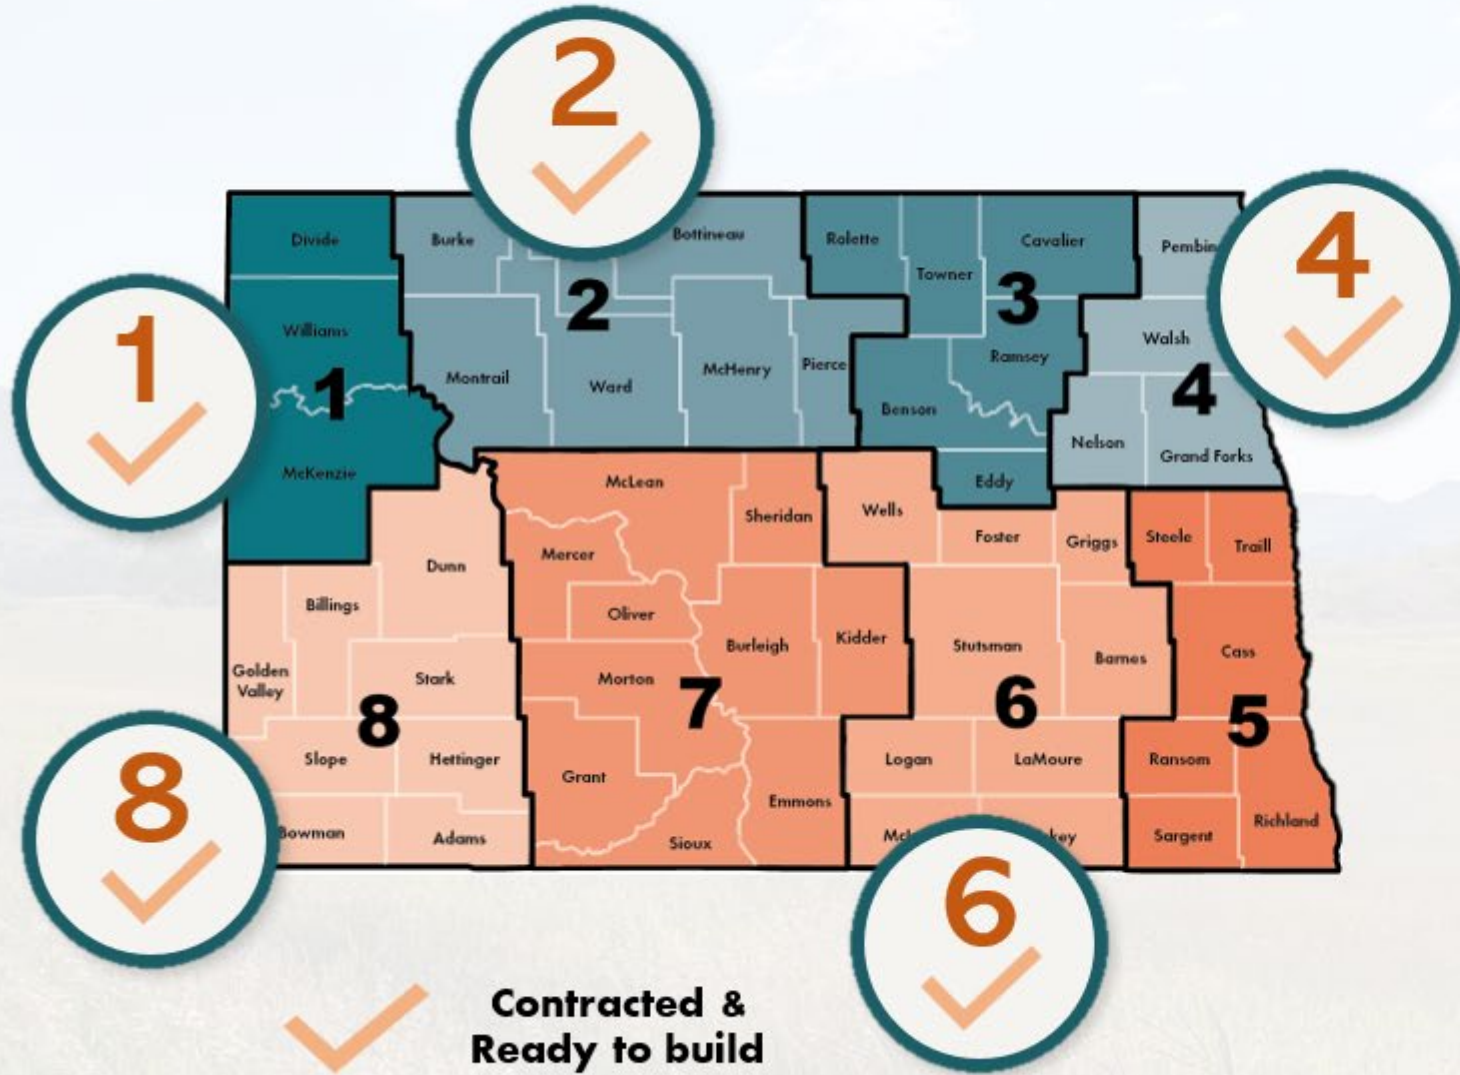 2
4
1
8
6
Divide
Burke
Bottineau
Rolette
Cavalier
Towner
Williams
2
3
Walsh
Ramsey
Montrail
Ward
McHenry
Pierce
1
4
Benson
Nelson
Grand Forks
McKenzie
McLean
Eddy
Sheridan
Wells
Foster
Griggs
Steele
Traill
Mercer
Dunn
Billings
Oliver
Burleigh
Kidder
Stutsman
Barnes
Cass
Golden
Valley
Stark
Morton
8
7
6
5
Slope
Hettinger
Grant
Logan
LaMoure
Ransom
Emmons
Richland
Bowman
Adams
Sioux
Sargent
Contracted &
Ready to build